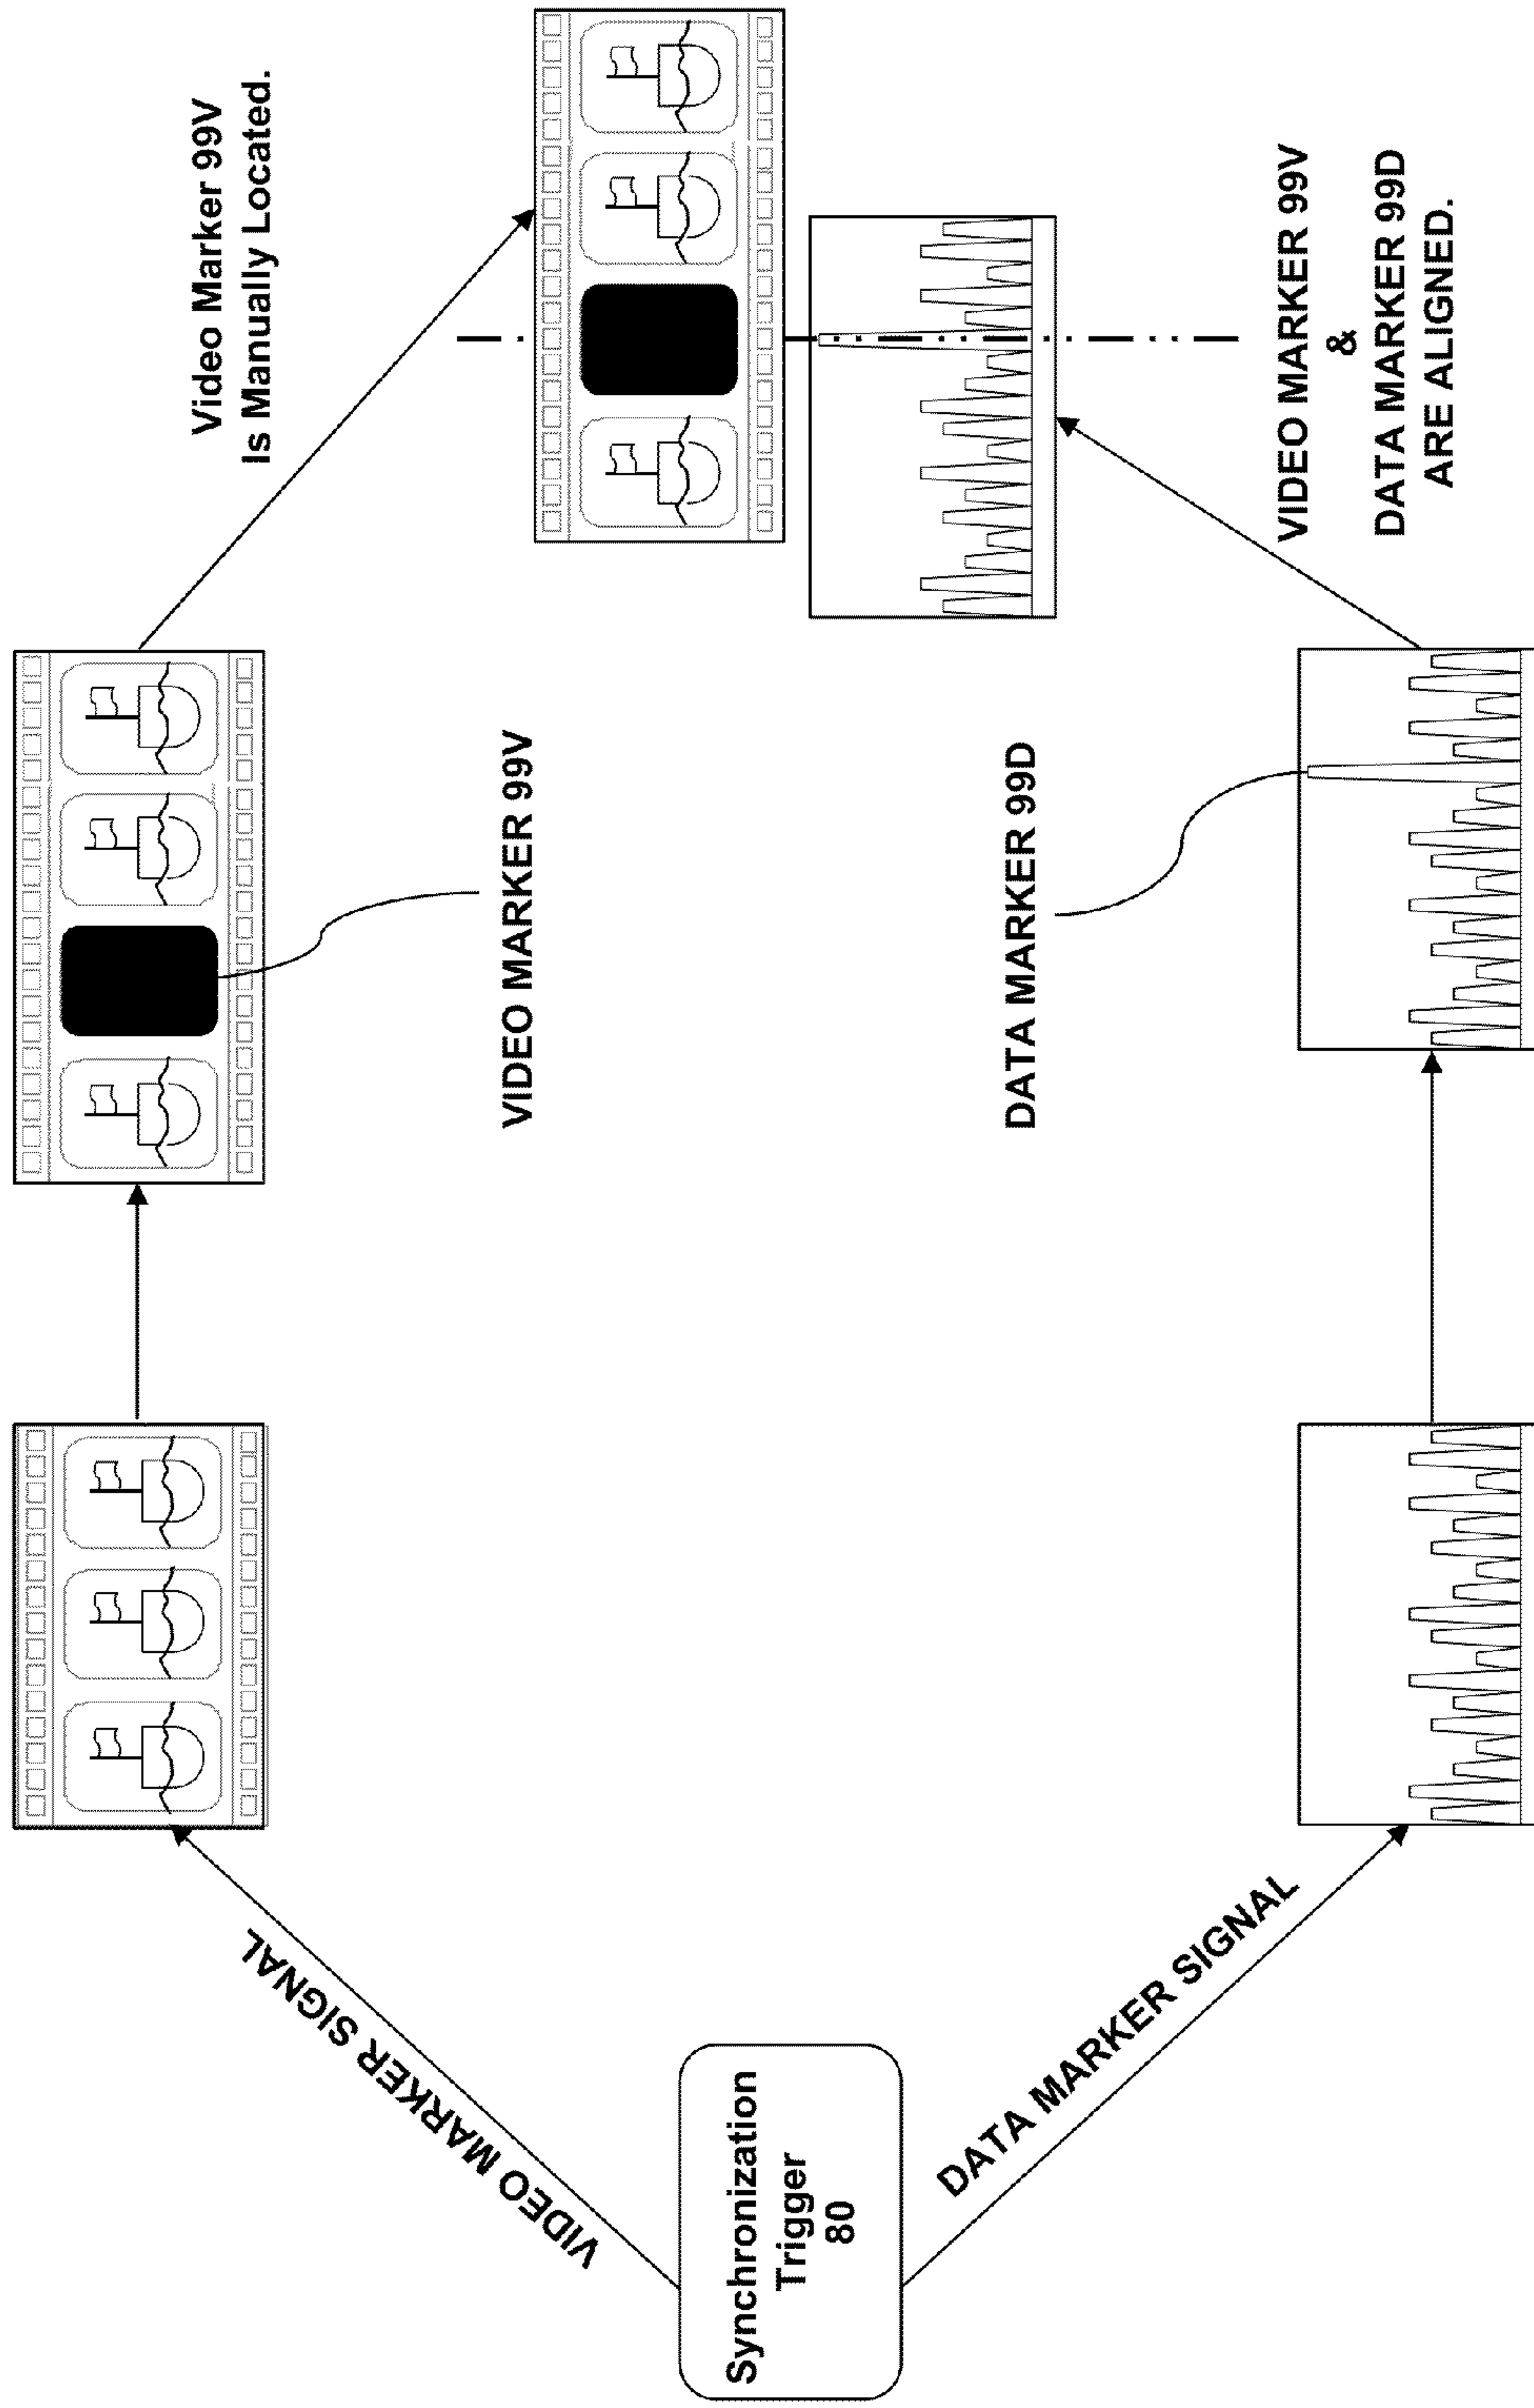 Synchronization
Trigger
80
VIDEO MARKER SIGNAL
DATA MARKER SIGNAL
VIDEO MARKER 99V
DATA MARKER 99D
Video Marker 99V
Is Manually Located.
VIDEO MARKER 99V
&
DATA MARKER 99D
ARE ALIGNED.